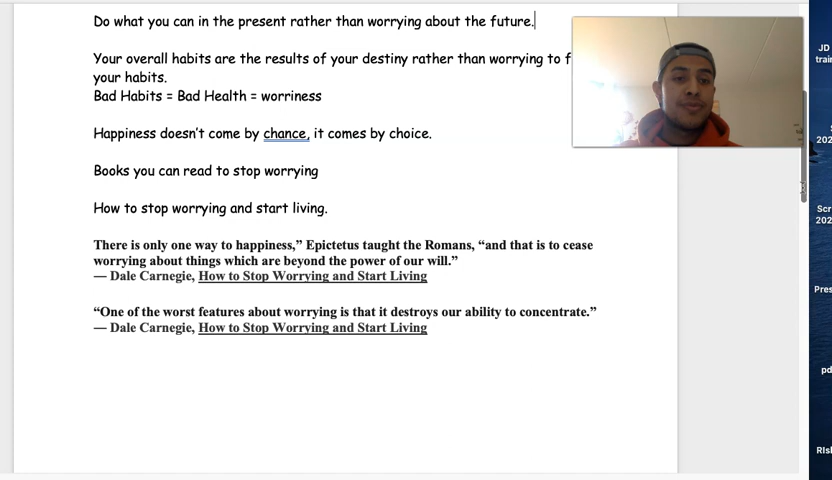 Do what you can in the present rather than worrying about the future.
Your overall habits are the results of your destiny rather than worrying to f
your habits.
Bad Habits = Bad Health = worriness
Happiness doesn't come by chance, it comes by choice.
Books you can read to stop worrying
How to stop worrying and start living.
There is only one way to happiness,” Epictetus taught the Romans, “and that is to cease
worrying about things which are beyond the power of our will.”
― Dale Carnegie, How to Stop Worrying and Start Living
“One of the worst features about worrying is that it destroys our ability to concentrate.”
― Dale Carnegie, How to Stop Worrying and Start Living
JD
trai
202
Scr
202
Pres
pd